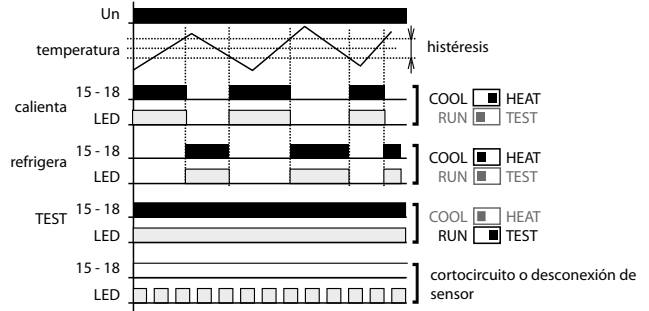 Un
temperatura
histéresis
calienta
15 - 18
LED
COOL HEAT
RUN TEST
refrigera
15 - 18
LED
COOL HEAT
RUN TEST
TEST
15 - 18
LED
COOL HEAT
RUN TEST
15 - 18
LED
cortocircuito o desconexión de
sensor